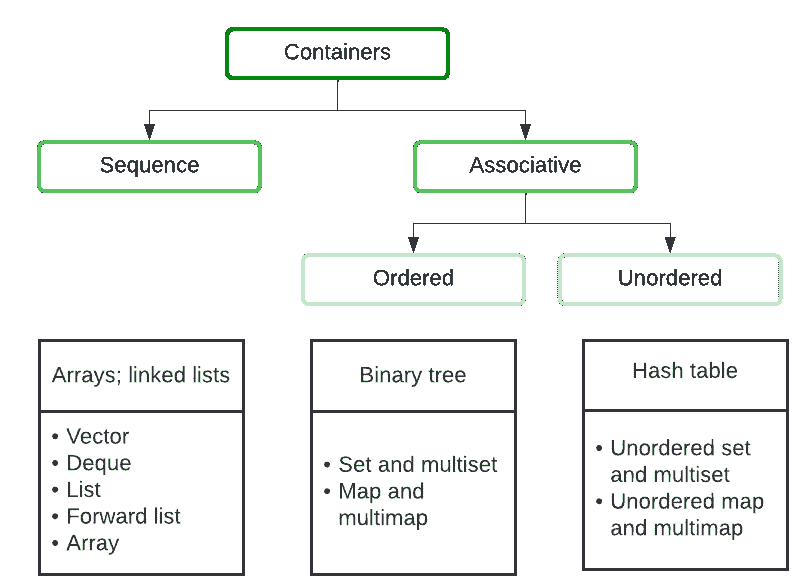 Containers
Sequence
Associative
Ordered
Unordered
Arrays; linked lists
• Vector
• Deque
• List
• Forward list
• Array
Binary tree
• Set and multiset
• Map and
multimap
Hash table
• Unordered set
and multiset
• Unordered map
and multimap